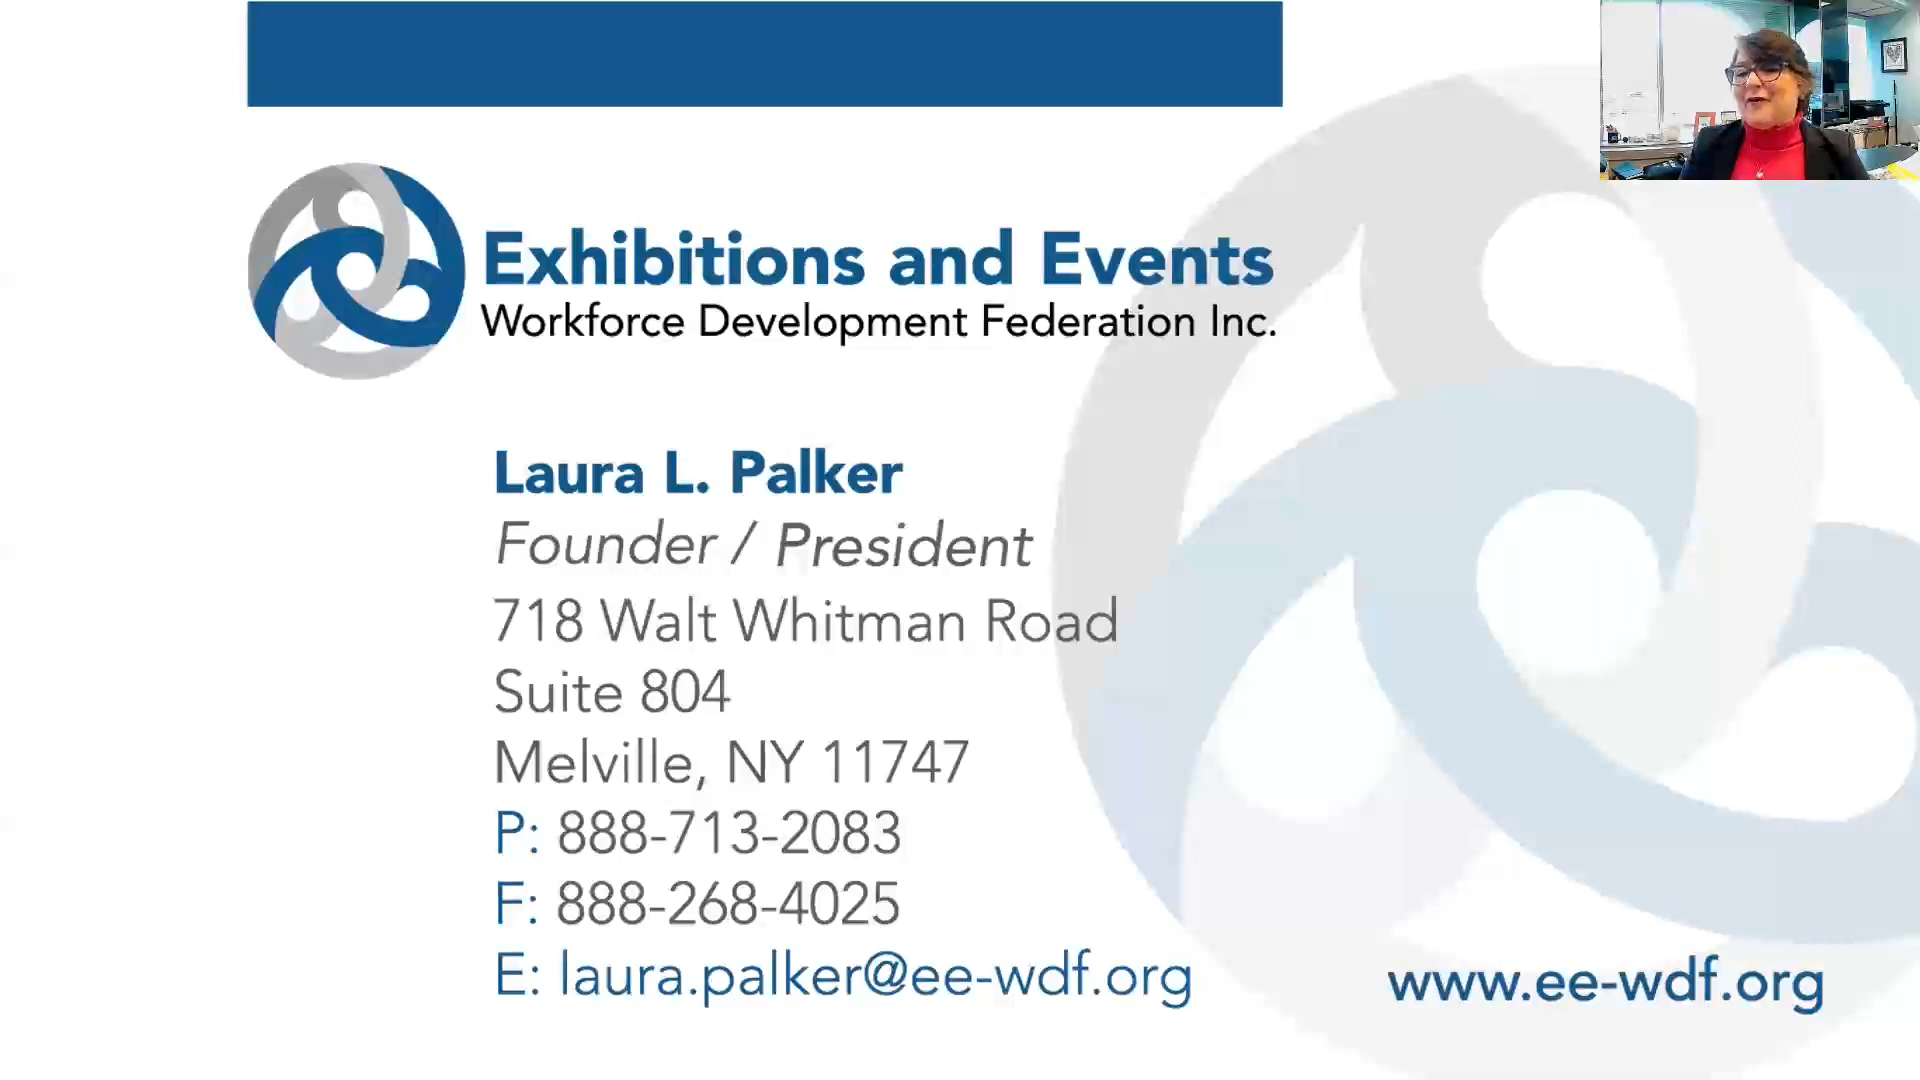 Exhibitions and Events
Workforce Development Federation Inc.
Laura L. Palker
Founder / President
718 Walt Whitman Road
Suite 804
Melville, NY 11747
P: 888-713-2083
F: 888-268-4025
E: laura.palker@ee-wdf.org
www.ee-wdf.org